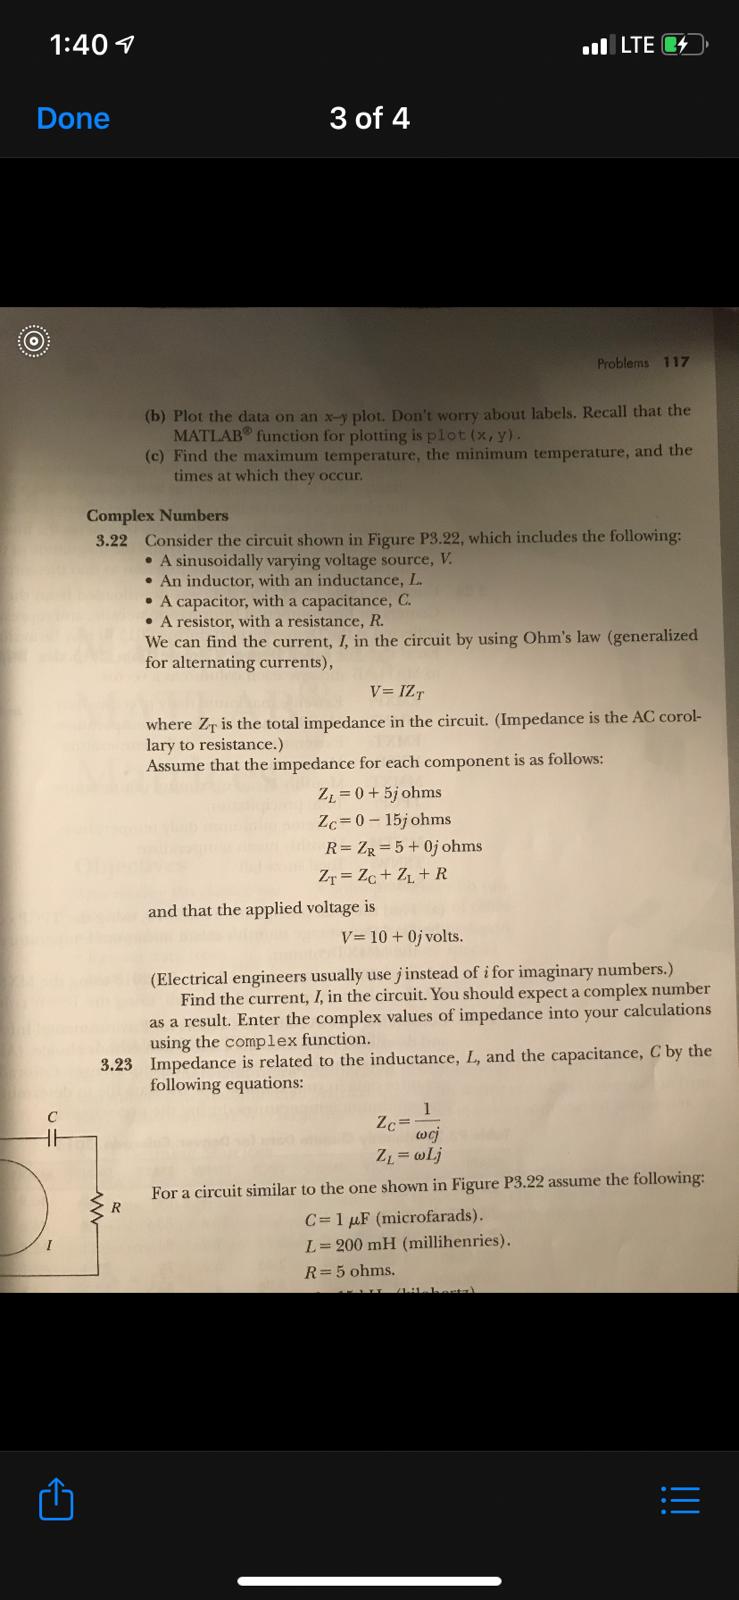 1:40
LTE
Done
3 of 4
Problems 117
(b) Plot the data on an x–y plot. Don't worry about labels. Recall that the
MATLAB® function for plotting is plot(x,y).
(c) Find the maximum temperature, the minimum temperature, and the
times at which they occur.
Complex Numbers
3.22 Consider the circuit shown in Figure P3.22, which includes the following:
• A sinusoidally varying voltage source, V.
• An inductor, with an inductance, L.
• A capacitor, with a capacitance, C.
• A resistor, with a resistance, R.
We can find the current, I, in the circuit by using Ohm's law (generalized
for alternating currents),
V = IZ_T
where Z_T is the total impedance in the circuit. (Impedance is the AC corol-
lary to resistance.)
Assume that the impedance for each component is as follows:
Z_L = 0 + 5j ohms
Z_C = 0 – 15j ohms
R = Z_R = 5 + 0j ohms
Z_T = Z_C + Z_L + R
and that the applied voltage is
V = 10 + 0j volts.
(Electrical engineers usually use j instead of i for imaginary numbers.)
Find the current, I, in the circuit. You should expect a complex number
as a result. Enter the complex values of impedance into your calculations
using the complex function.
3.23 Impedance is related to the inductance, L, and the capacitance, C by the
following equations:
Z_C = 1/ωcj
Z_L = ωLj
For a circuit similar to the one shown in Figure P3.22 assume the following:
C = 1 μF (microfarads).
L = 200 mH (millihenries).
R = 5 ohms.
C
R
I